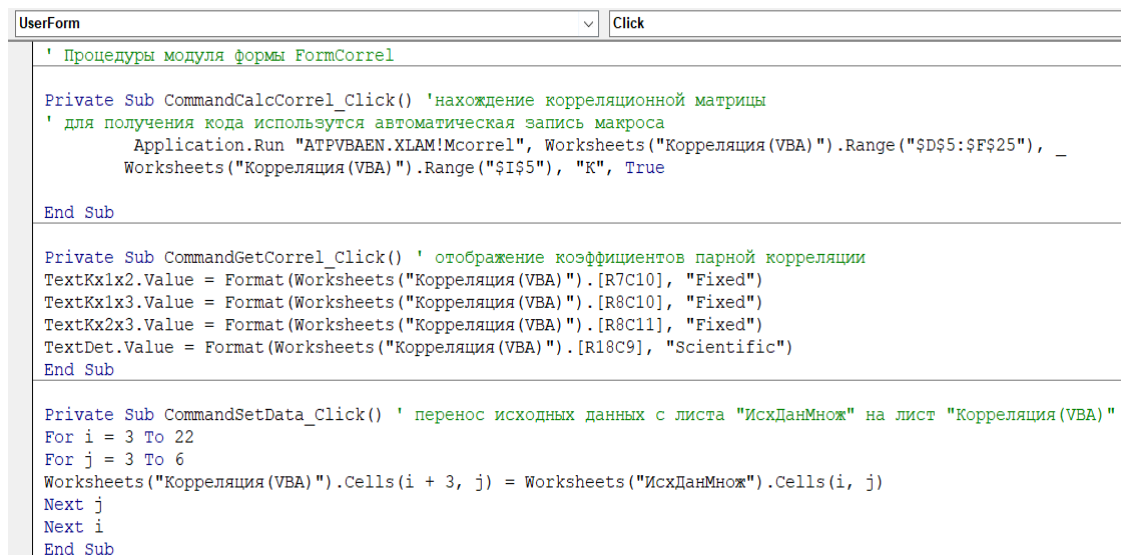 UserForm
Click
' Процедуры модуля формы FormCorrel
Private Sub CommandCalcCorrel_Click() 'нахождение корреляционной матрицы
' для получения кода использутся автоматическая запись макроса
Application.Run "ATPVBAEN.XLAM!Mcorrel", Worksheets("Корреляция(VBA)").Range("$D$5:$F$25"), _
Worksheets("Корреляция(VBA)").Range("$I$5"), "K", True
End Sub
Private Sub CommandGetCorrel_Click() ' отображение коэффициентов парной корреляции
TextKx1x2.Value = Format(Worksheets("Корреляция(VBA)").[R7C10], "Fixed")
TextKx1x3.Value = Format(Worksheets("Корреляция(VBA)").[R8C10], "Fixed")
TextKx2x3.Value = Format(Worksheets("Корреляция(VBA)").[R8C11], "Fixed")
TextDet.Value = Format(Worksheets("Корреляция(VBA)").[R18C9], "Scientific")
End Sub
Private Sub CommandSetData_Click() ' перенос исходных данных с листа "ИсхДанМнож" на лист "Корреляция(VBA)"
For i = 3 To 22
For j = 3 To 6
Worksheets("Корреляция(VBA)").Cells(i + 3, j) = Worksheets("ИсхДанМнож").Cells(i, j)
Next j
Next i
End Sub